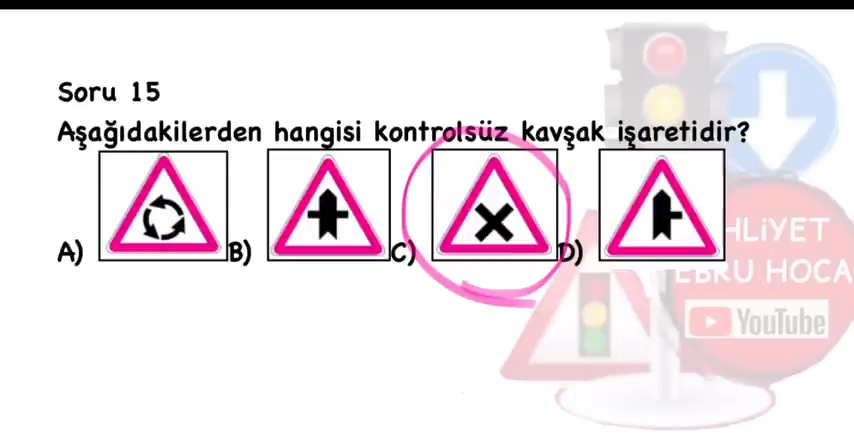 Soru 15
Aşağıdakilerden hangisi kontrolsüz kavşak işaretidir?
A) B) C) D)
HLİYET
EBRU HOCA
YouTube